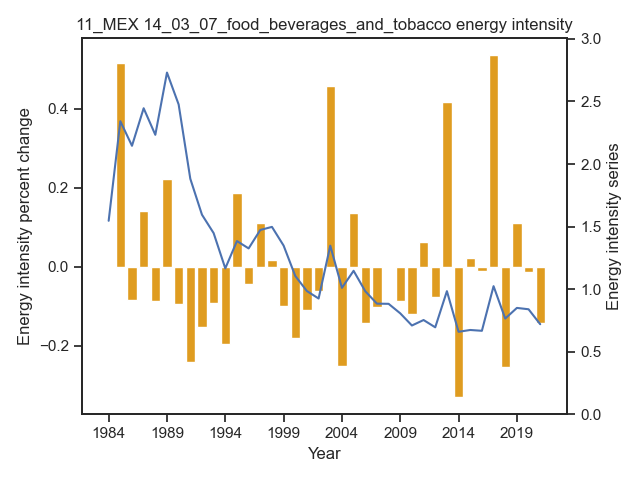 11_MEX 14_03_07_food_beverages_and_tobacco energy intensity
Energy intensity percent change
0.4
0.2
0.0
−0.2
3.0
2.5
2.0
1.5
1.0
0.5
0.0
Energy intensity series
1984 1989 1994 1999 2004 2009 2014 2019
Year